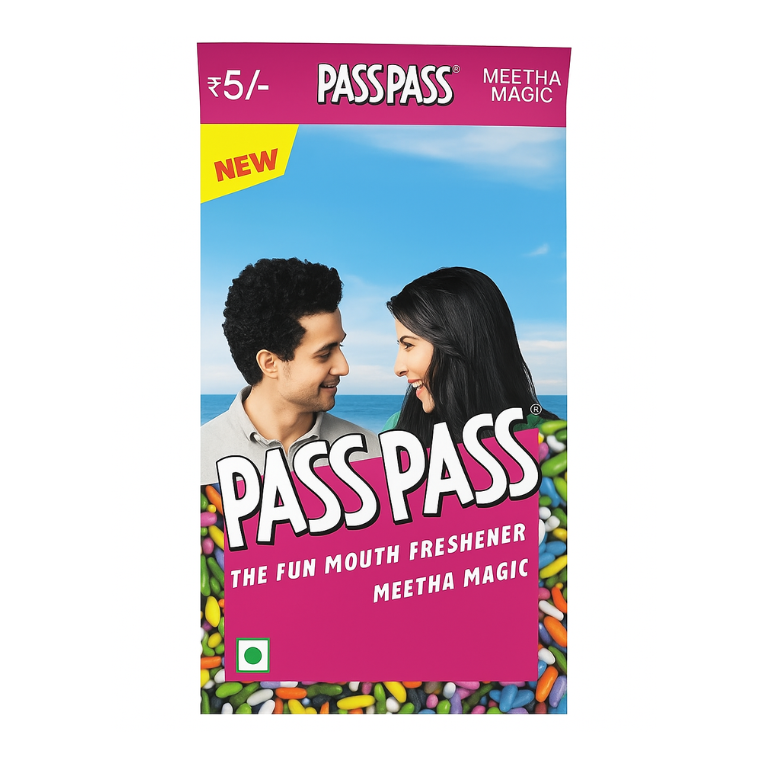 ₹5/-
PASS PASS®
MEETHA
MAGIC
NEW
PASS PASS®
THE FUN MOUTH FRESHENER
MEETHA MAGIC